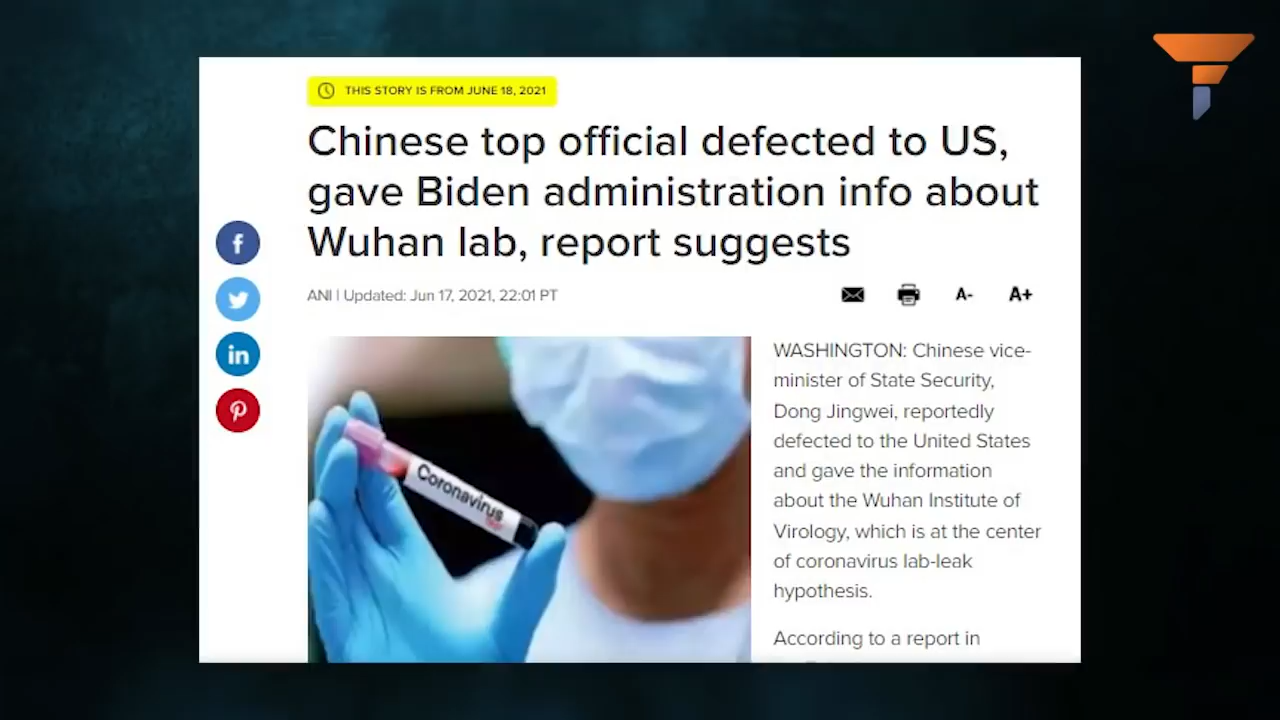 THIS STORY IS FROM JUNE 18, 2021
Chinese top official defected to US,
gave Biden administration info about
Wuhan lab, report suggests
ANI | Updated: Jun 17, 2021, 22:01 PT
A-
A+
f
in
Coronavirus
WASHINGTON: Chinese vice-
minister of State Security,
Dong Jingwei, reportedly
defected to the United States
and gave the information
about the Wuhan Institute of
Virology, which is at the center
of coronavirus lab-leak
hypothesis.
According to a report in